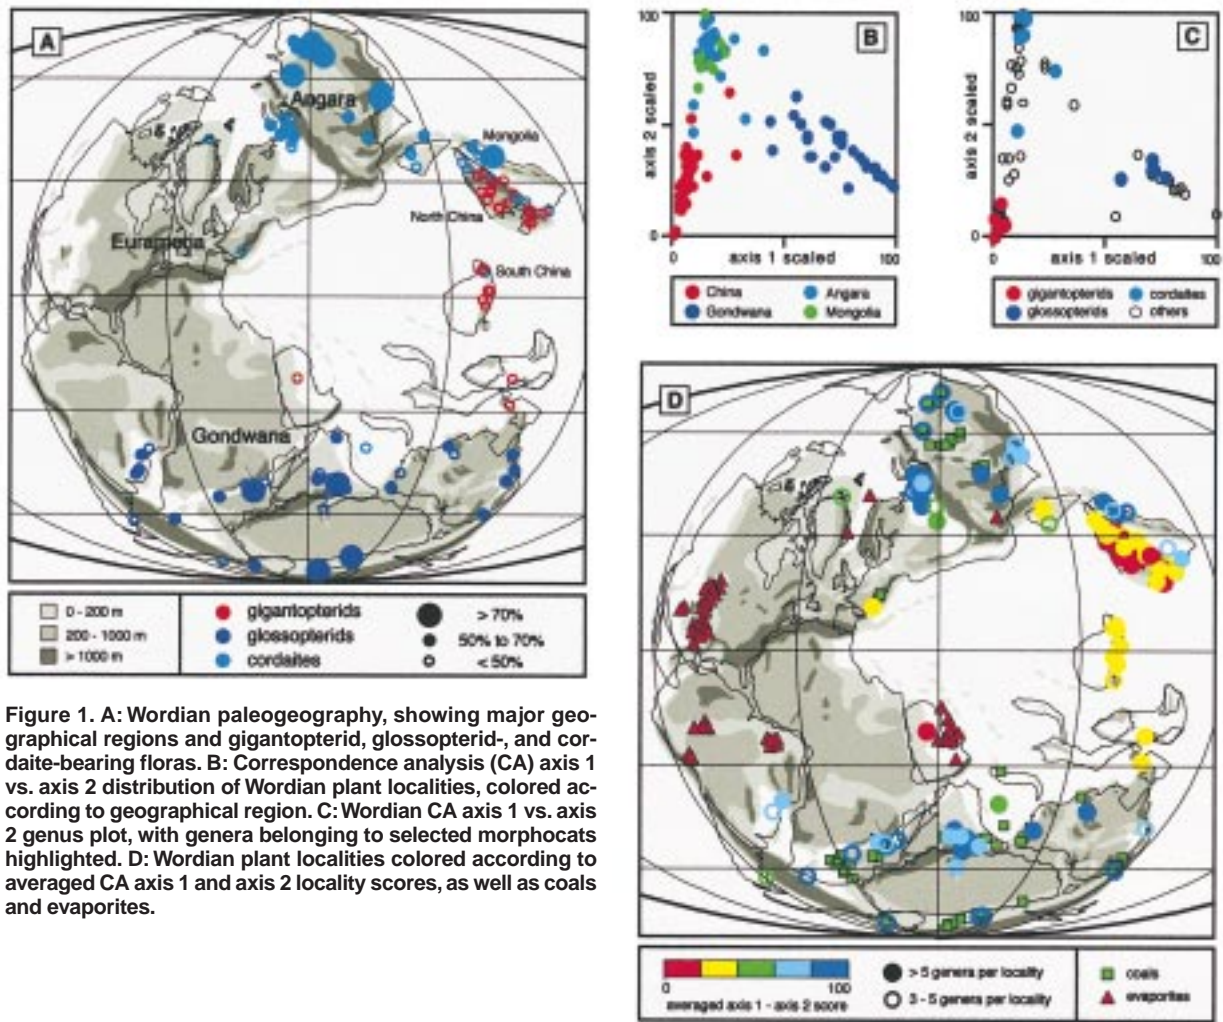 A
Angara
Mongolia
North China
Euramerica
South China
Gondwana
0 - 200 m
200 - 1000 m
> 1000 m
gigantopterids
glossopterids
cordaites
> 70%
50% to 70%
< 50%
B
100
axis 2 scaled
0
0
axis 1 scaled
100
China
Gondwana
Angara
Mongolia
C
100
axis 2 scaled
0
0
axis 1 scaled
100
gigantopterids
glossopterids
cordaites
others
D
0
100
averaged axis 1 - axis 2 score
> 5 genera per locality
3 - 5 genera per locality
coals
evaporites
Figure 1. A: Wordian paleogeography, showing major geo-
graphical regions and gigantopterid, glossopterid-, and cor-
daite-bearing floras. B: Correspondence analysis (CA) axis 1
vs. axis 2 distribution of Wordian plant localities, colored ac-
cording to geographical region. C: Wordian CA axis 1 vs. axis
2 genus plot, with genera belonging to selected morphocats
highlighted. D: Wordian plant localities colored according to
averaged CA axis 1 and axis 2 locality scores, as well as coals
and evaporites.